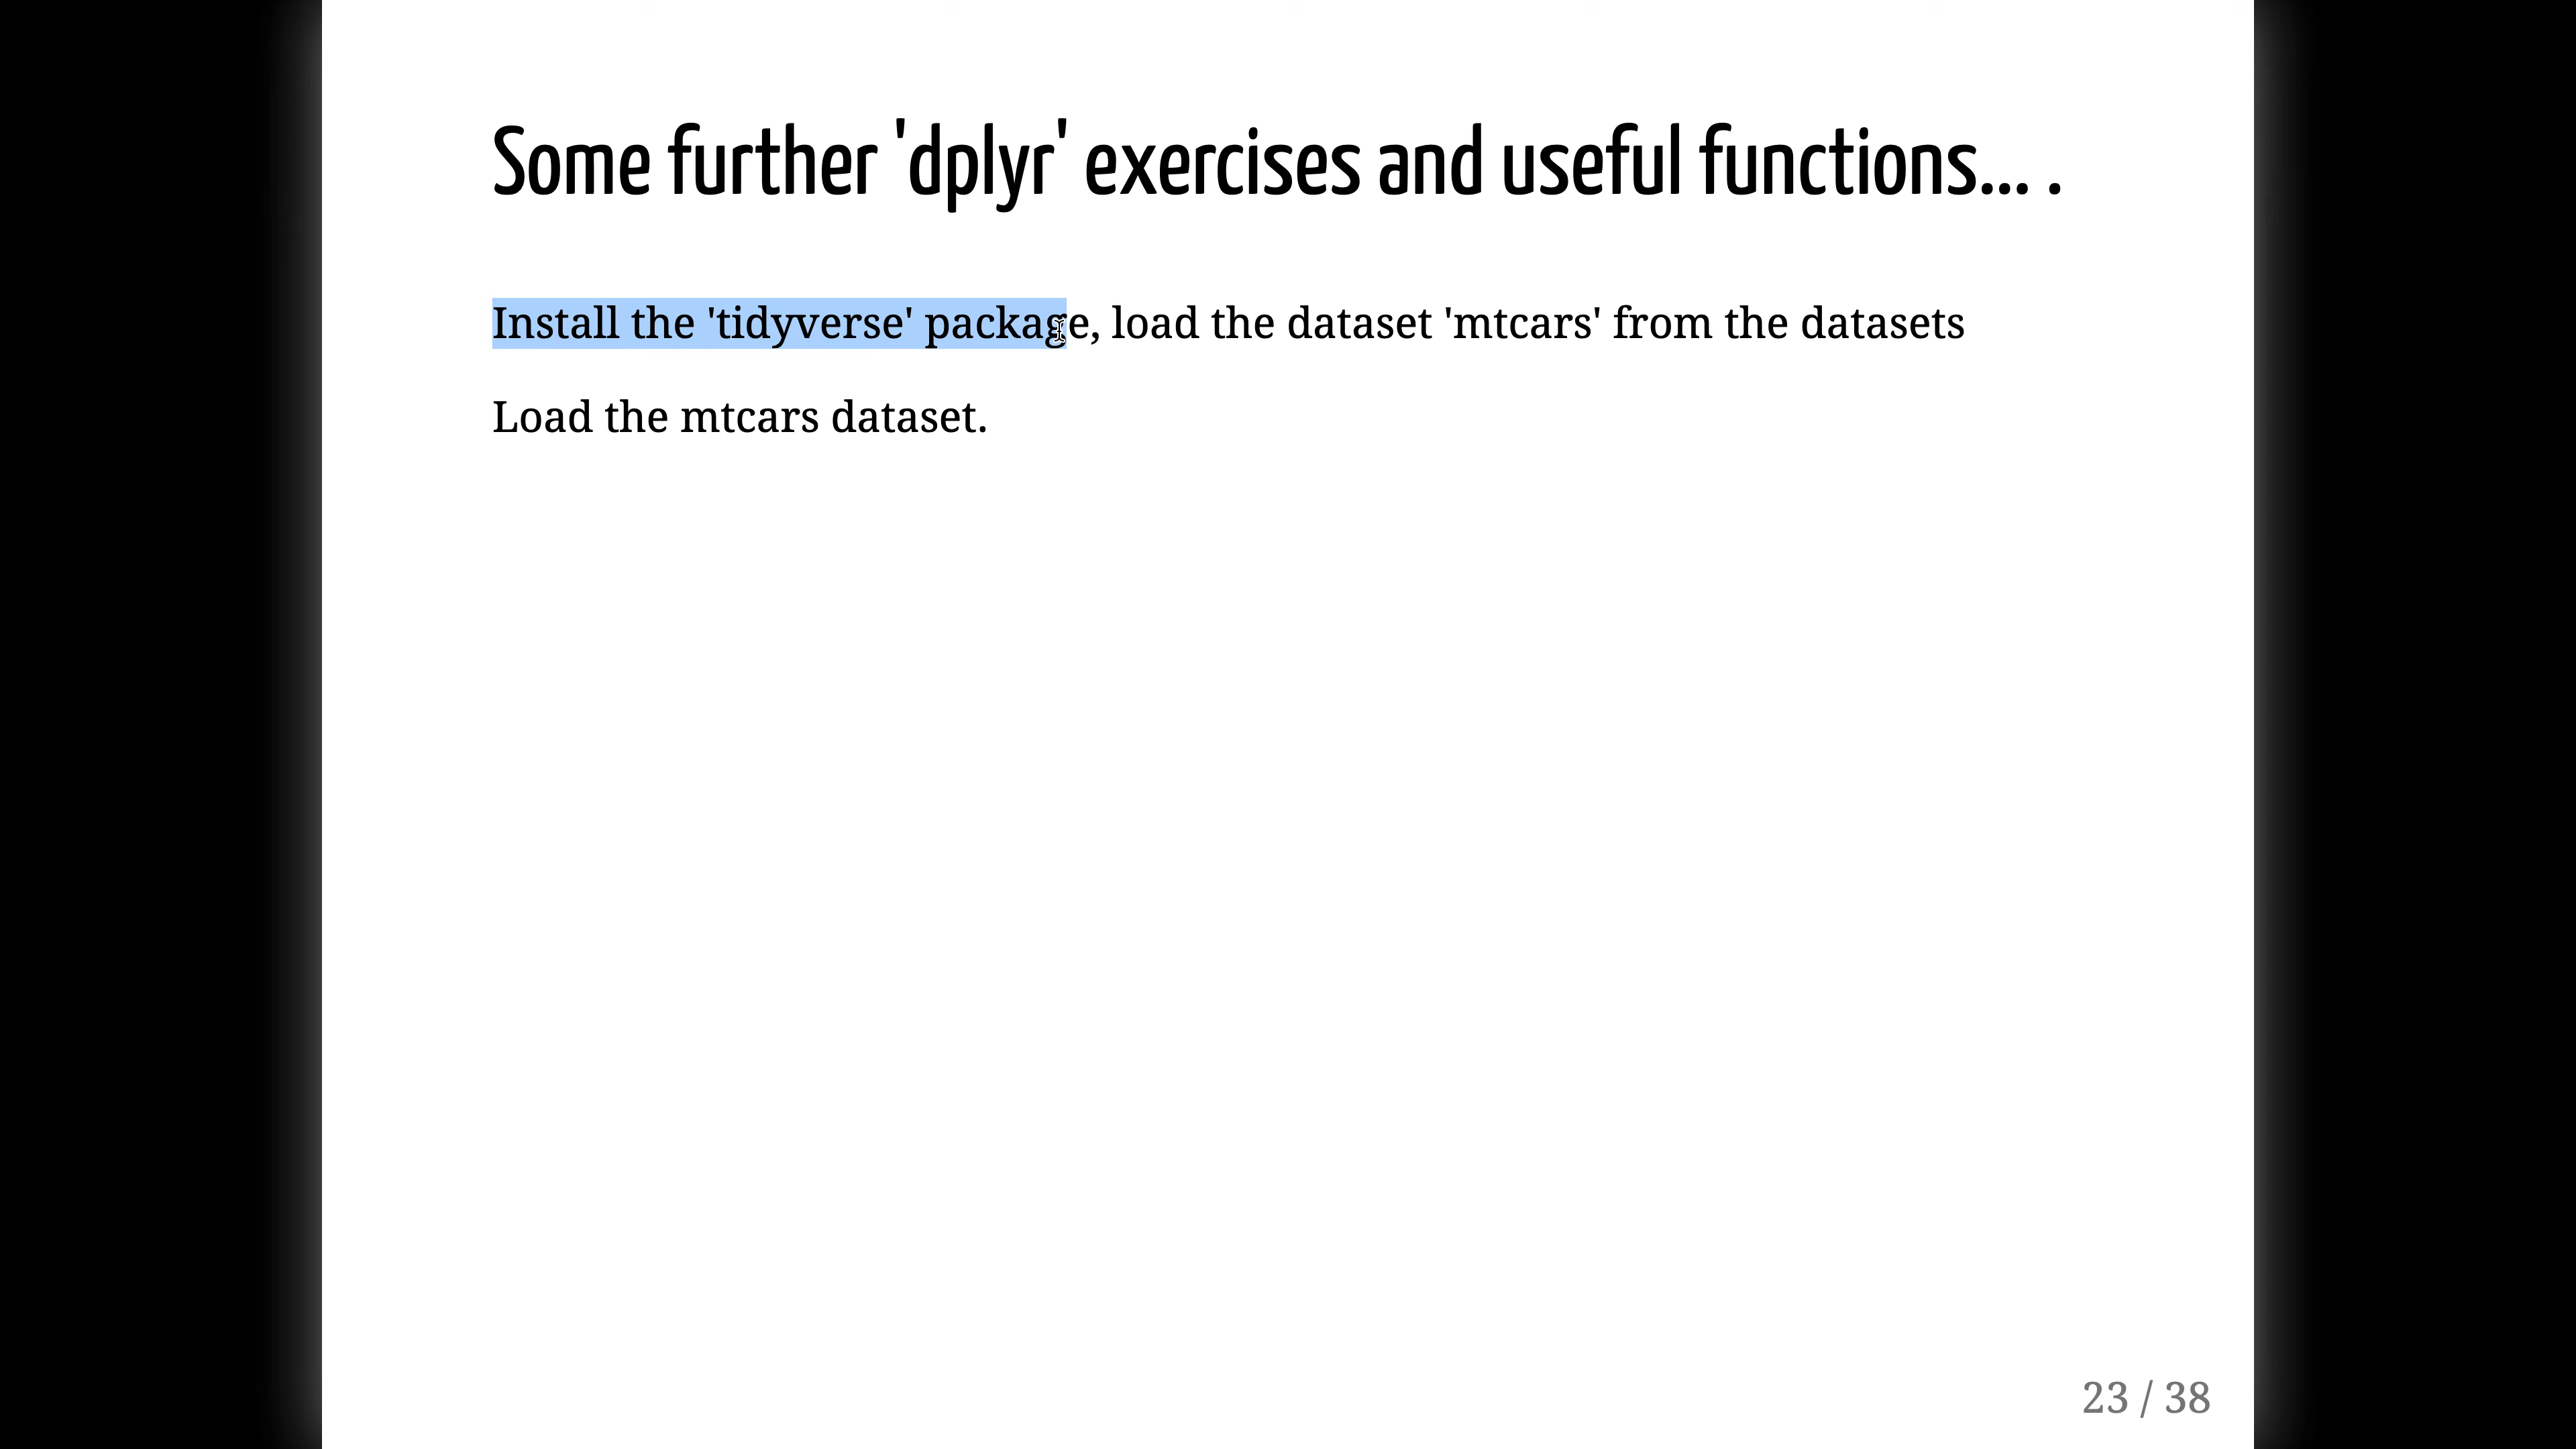 Some further 'dplyr' exercises and useful functions... .
Install the 'tidyverse' package, load the dataset 'mtcars' from the datasets
Load the mtcars dataset.
23 / 38